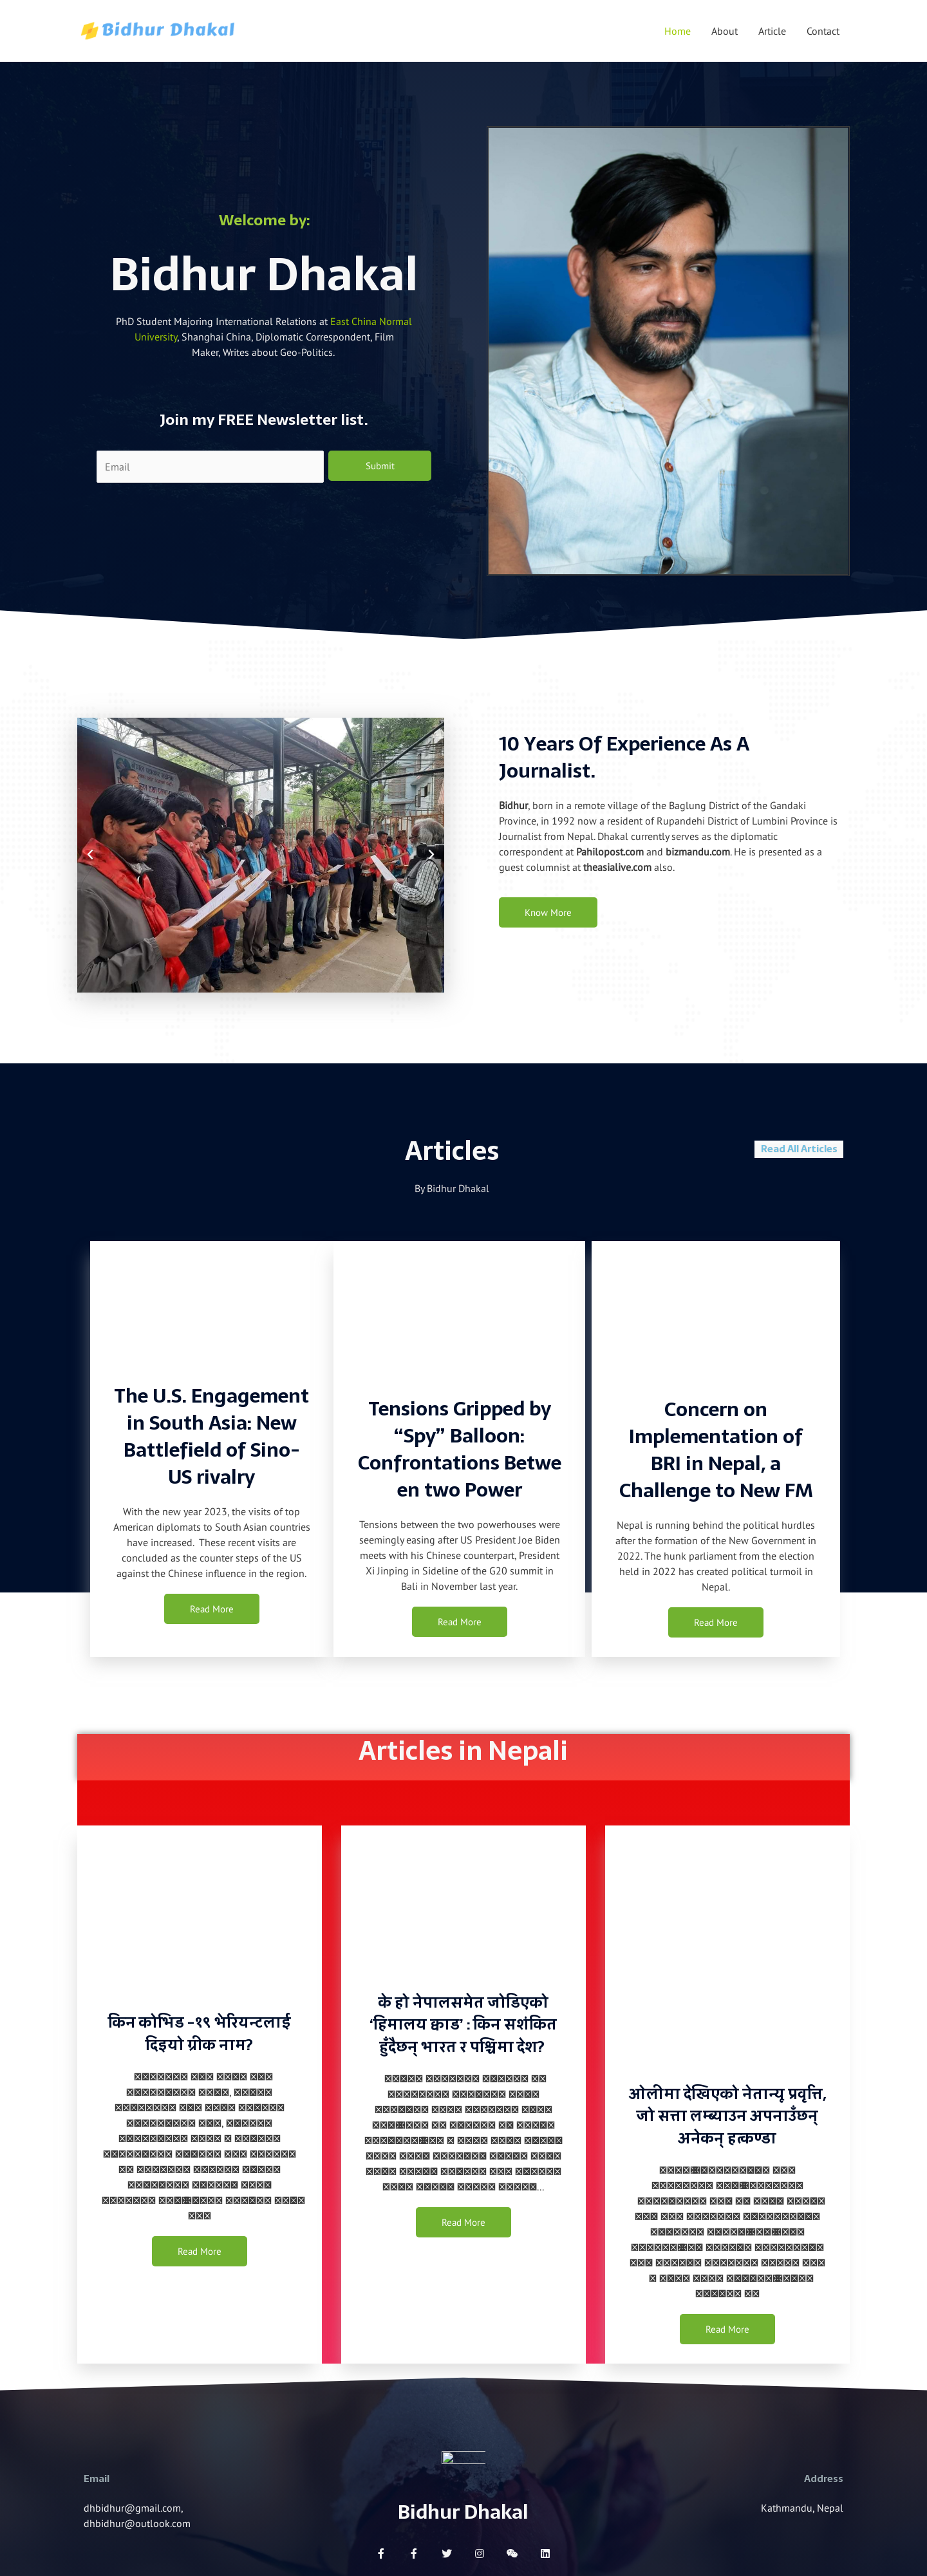 Bidhur Dhakal
Home About Article Contact
Welcome by:
Bidhur Dhakal
PhD Student Majoring International Relations at East China Normal
University, Shanghai China, Diplomatic Correspondent, Film
Maker, Writes about Geo-Politics.
Join my FREE Newsletter list.
Email
Submit
10 Years Of Experience As A
Journalist.
Bidhur, born in a remote village of the Baglung District of the Gandaki
Province, in 1992 now a resident of Rupandehi District of Lumbini Province is
Journalist from Nepal. Dhakal currently serves as the diplomatic
correspondent at Pahilopost.com and bizmandu.com. He is presented as a
guest columnist at theasialive.com also.
Know More
Articles
Read All Articles
By Bidhur Dhakal
The U.S. Engagement
in South Asia: New
Battlefield of Sino-
US rivalry
With the new year 2023, the visits of top
American diplomats to South Asian countries
have increased. These recent visits are
concluded as the counter steps of the US
against the Chinese influence in the region.
Read More
Tensions Gripped by
“Spy” Balloon:
Confrontations Betwe
en two Power
Tensions between the two powerhouses were
seemingly easing after US President Joe Biden
meets with his Chinese counterpart, President
Xi Jinping in Sideline of the G20 summit in
Bali in November last year.
Read More
Concern on
Implementation of
BRI in Nepal, a
Challenge to New FM
Nepal is running behind the political hurdles
after the formation of the New Government in
2022. The hunk parliament from the election
held in 2022 has created political turmoil in
Nepal.
Read More
Articles in Nepali
किन कोभिड -१९ भेरियन्टलाई
दिइयो ग्रीक नाम?
Read More
के हो नेपालसमेत जोडिएको
‘हिमालय क्वाड’ : किन सशंकित
हुँदैछन् भारत र पश्चिमा देश?
Read More
ओलीमा देखिएको नेतान्यू प्रवृत्ति,
जो सत्ता लम्ब्याउन अपनाउँछन्
अनेकन् हत्कण्डा
Read More
Email
dhbidhur@gmail.com,
dhbidhur@outlook.com
Bidhur Dhakal
Address
Kathmandu, Nepal